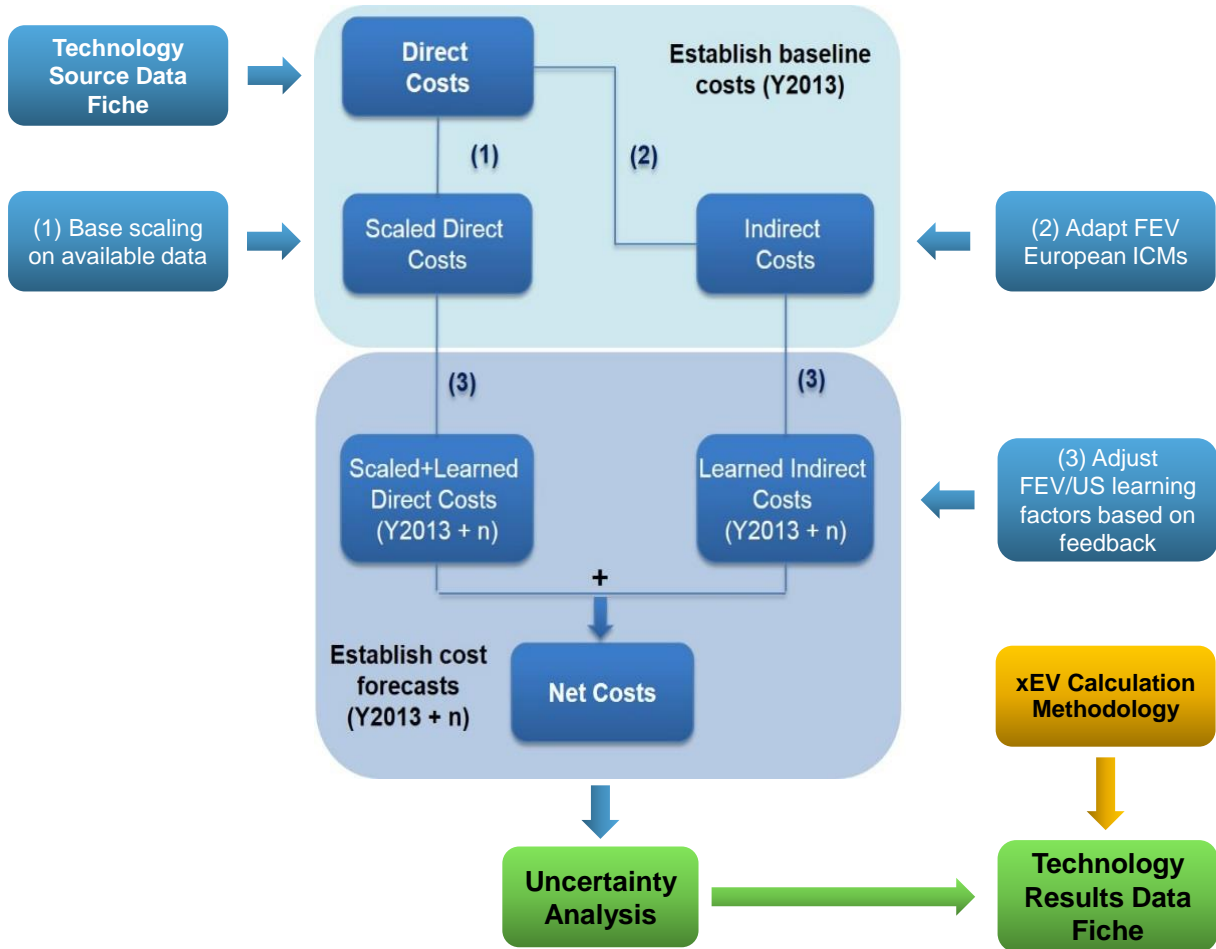 Technology
Source Data
Fiche
Direct
Costs
Establish baseline
costs (Y2013)
(1)
(2)
(1) Base scaling
on available data
Scaled Direct
Costs
Indirect
Costs
(2) Adapt FEV
European ICMs
(3)
(3)
Scaled+Learned
Direct Costs
(Y2013 + n)
Learned Indirect
Costs
(Y2013 + n)
(3) Adjust
FEV/US learning
factors based on
feedback
+
Establish cost
forecasts
(Y2013 + n)
Net Costs
xEV Calculation
Methodology
Uncertainty
Analysis
Technology
Results Data
Fiche